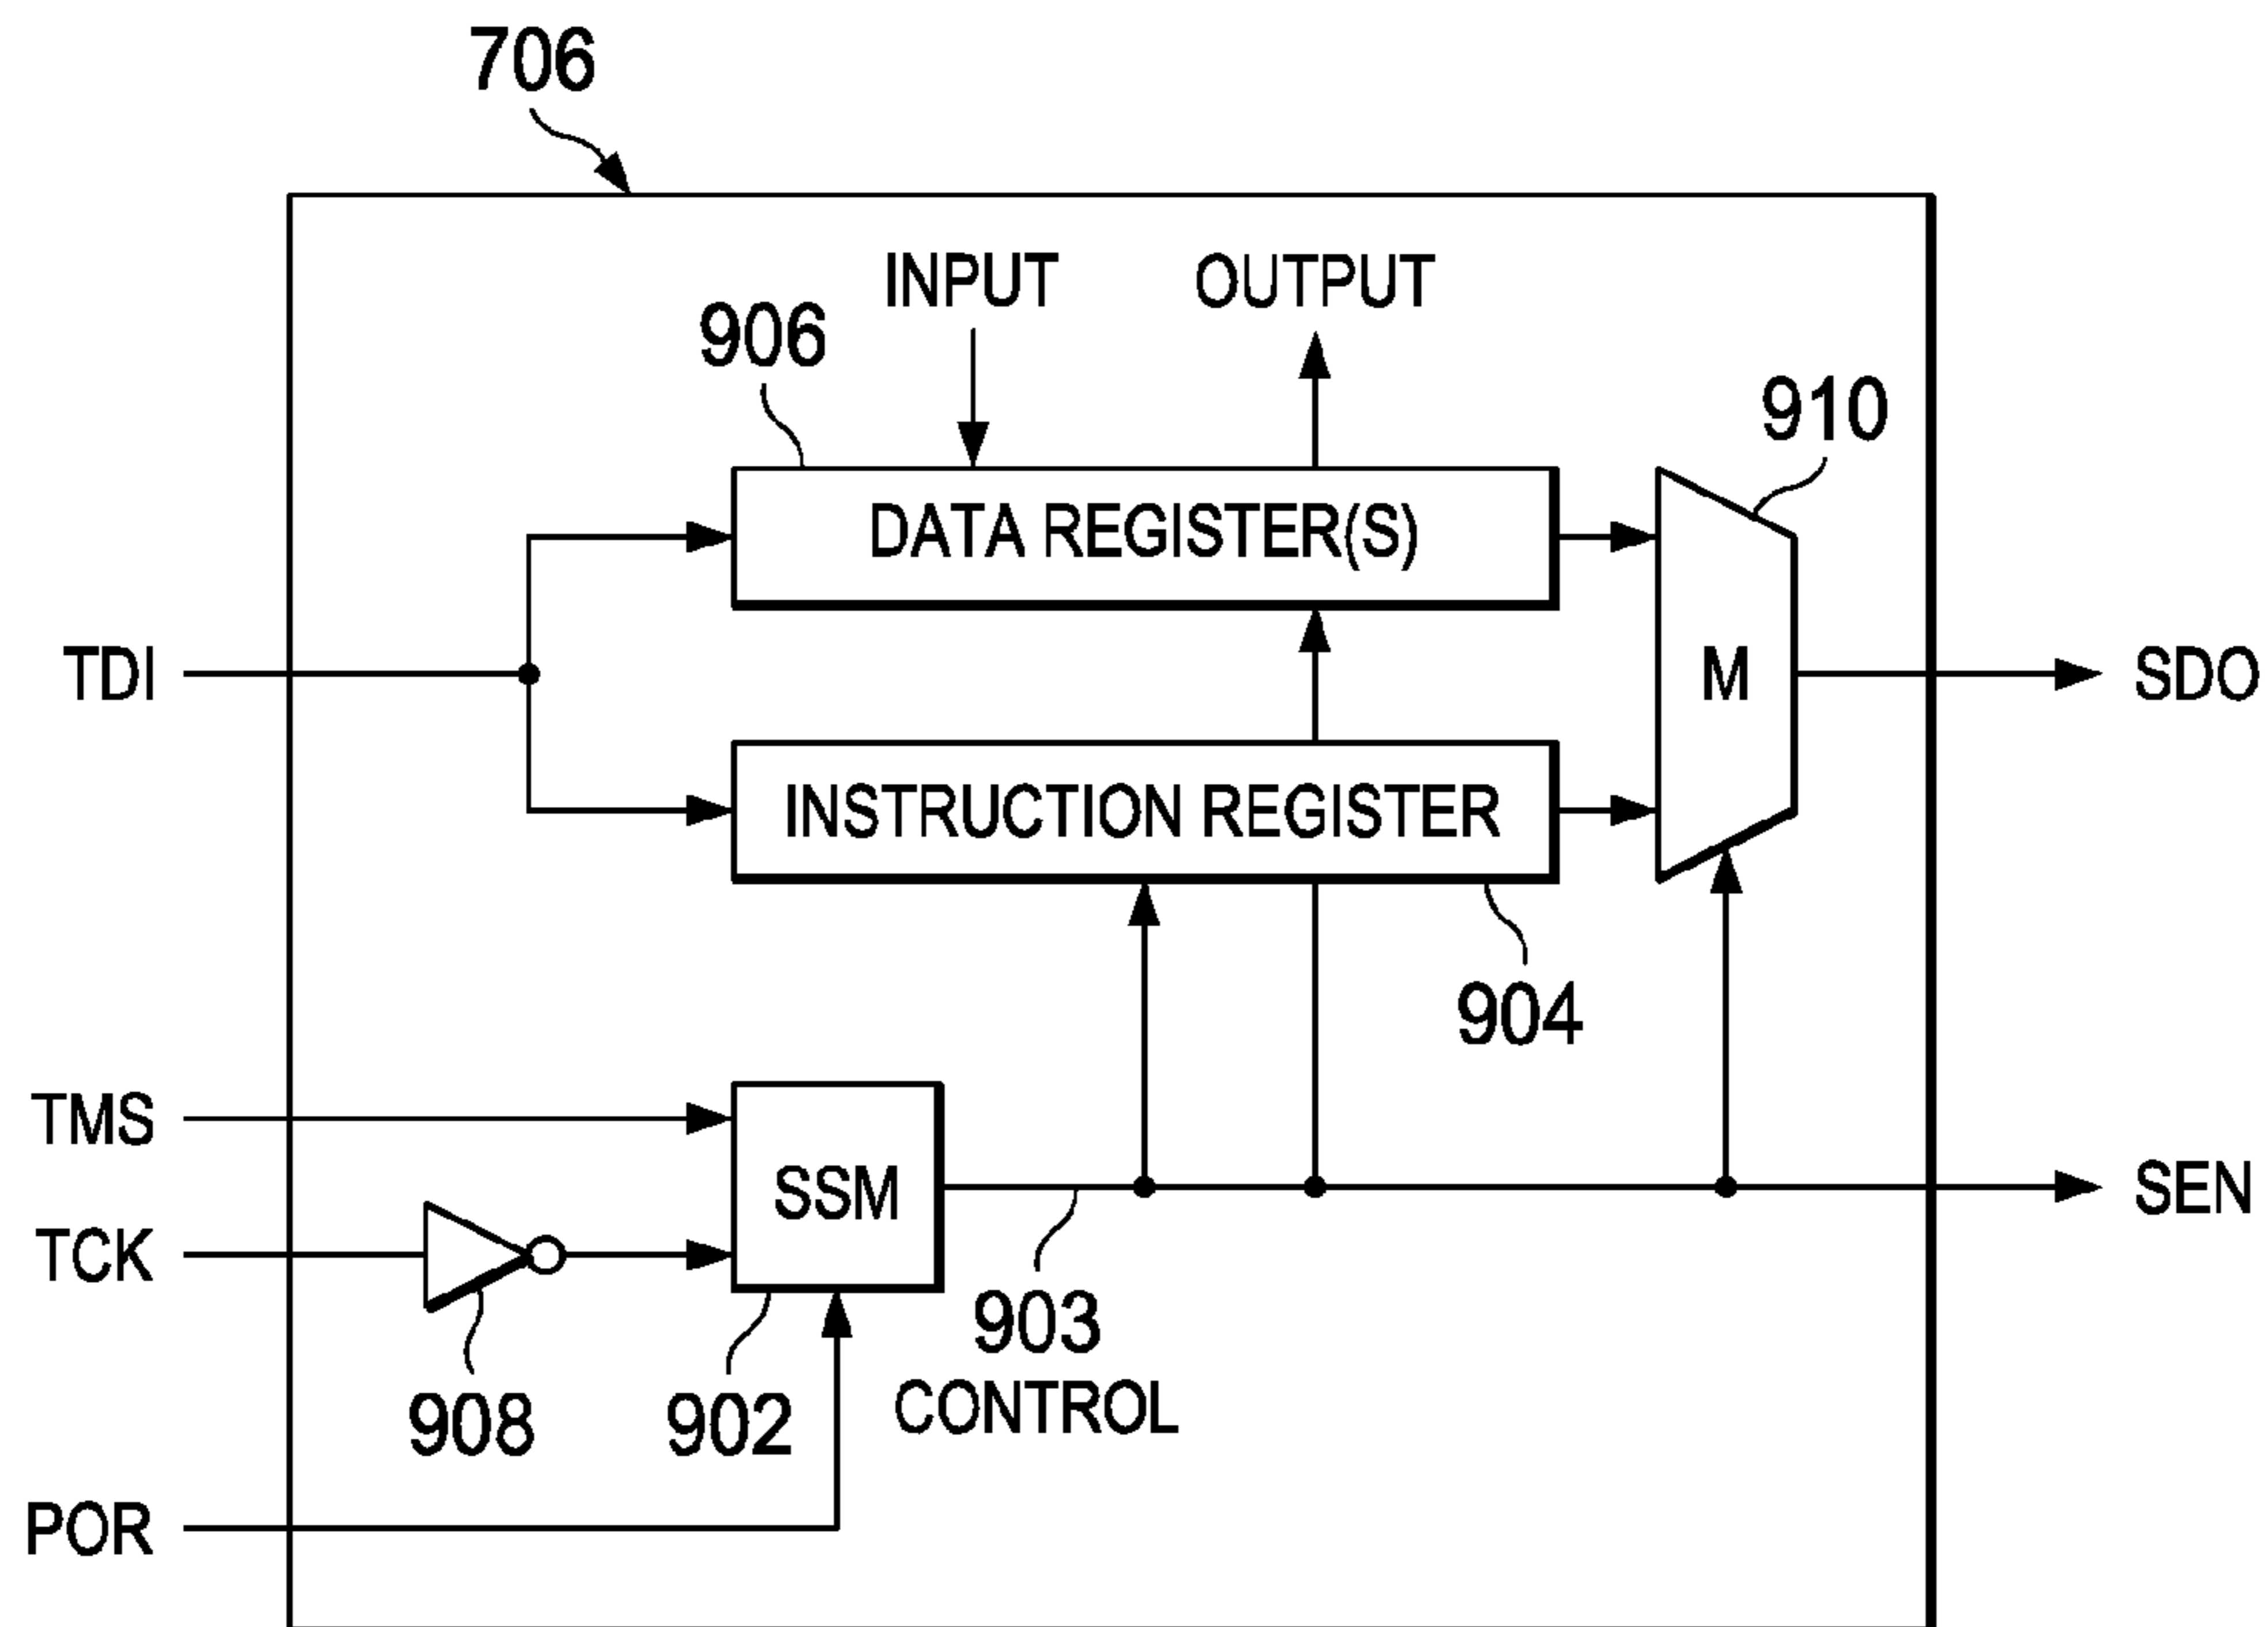 706
INPUT
OUTPUT
906
910
DATA REGISTER(S)
TDI
M
SDO
INSTRUCTION REGISTER
904
TMS
SSM
SEN
TCK
903
CONTROL
908
902
POR